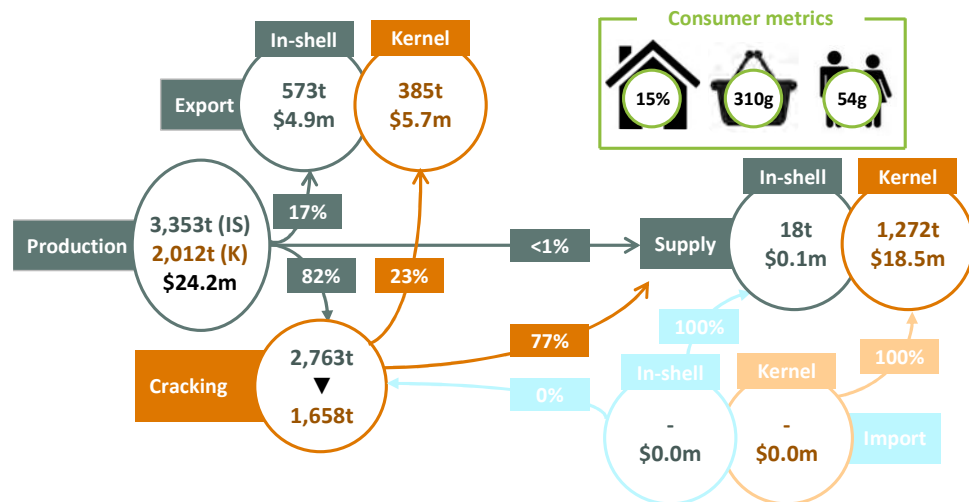 Consumer metrics
In-shell
Kernel
15%
310g
54g
Export
573t
$4.9m
385t
$5.7m
In-shell
Kernel
17%
Production
3,353t (IS)
2,012t (K)
$24.2m
<1%
Supply
18t
$0.1m
1,272t
$18.5m
82%
23%
77%
100%
100%
Cracking
2,763t
▼
1,658t
0%
In-shell
Kernel
-
$0.0m
-
$0.0m
Import